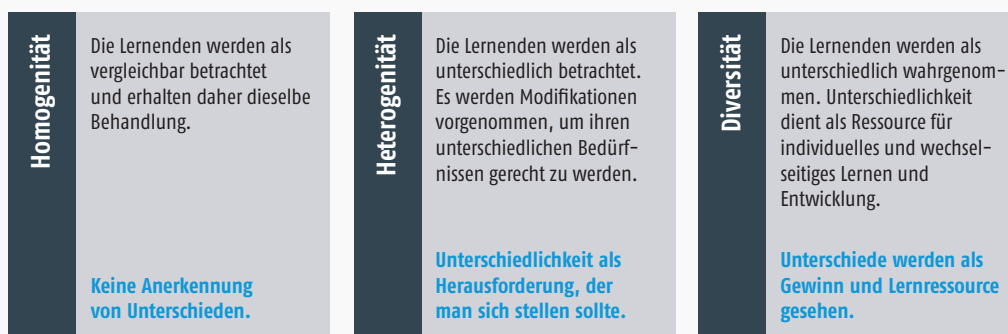 Homogenität
Die Lernenden werden als
vergleichbar betrachtet
und erhalten daher dieselbe
Behandlung.
Keine Anerkennung
von Unterschieden.
Heterogenität
Die Lernenden werden als
unterschiedlich betrachtet.
Es werden Modifikationen
vorgenommen, um ihren
unterschiedlichen Bedürf-
nissen gerecht zu werden.
Unterschiedlichkeit als
Herausforderung, der
man sich stellen sollte.
Diversität
Die Lernenden werden als
unterschiedlich wahrgenom-
men. Unterschiedlichkeit
dient als Ressource für
individuelles und wechsel-
seitiges Lernen und
Entwicklung.
Unterschiede werden als
Gewinn und Lernressource
gesehen.